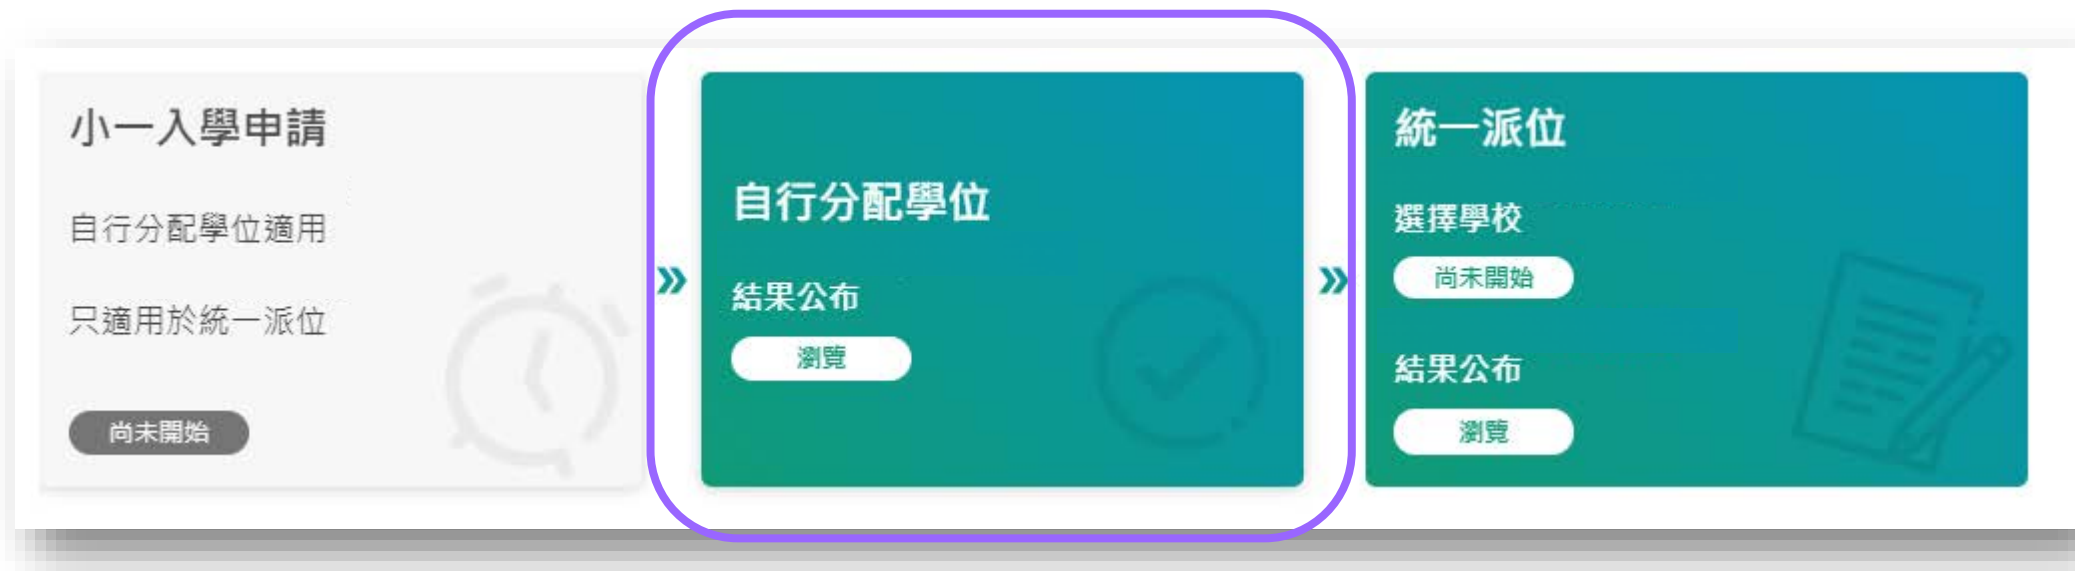 小一入學申請
自行分配學位適用
只適用於統一派位
尚未開始
»
自行分配學位
結果公布
瀏覽
»
統一派位
選擇學校
尚未開始
結果公布
瀏覽